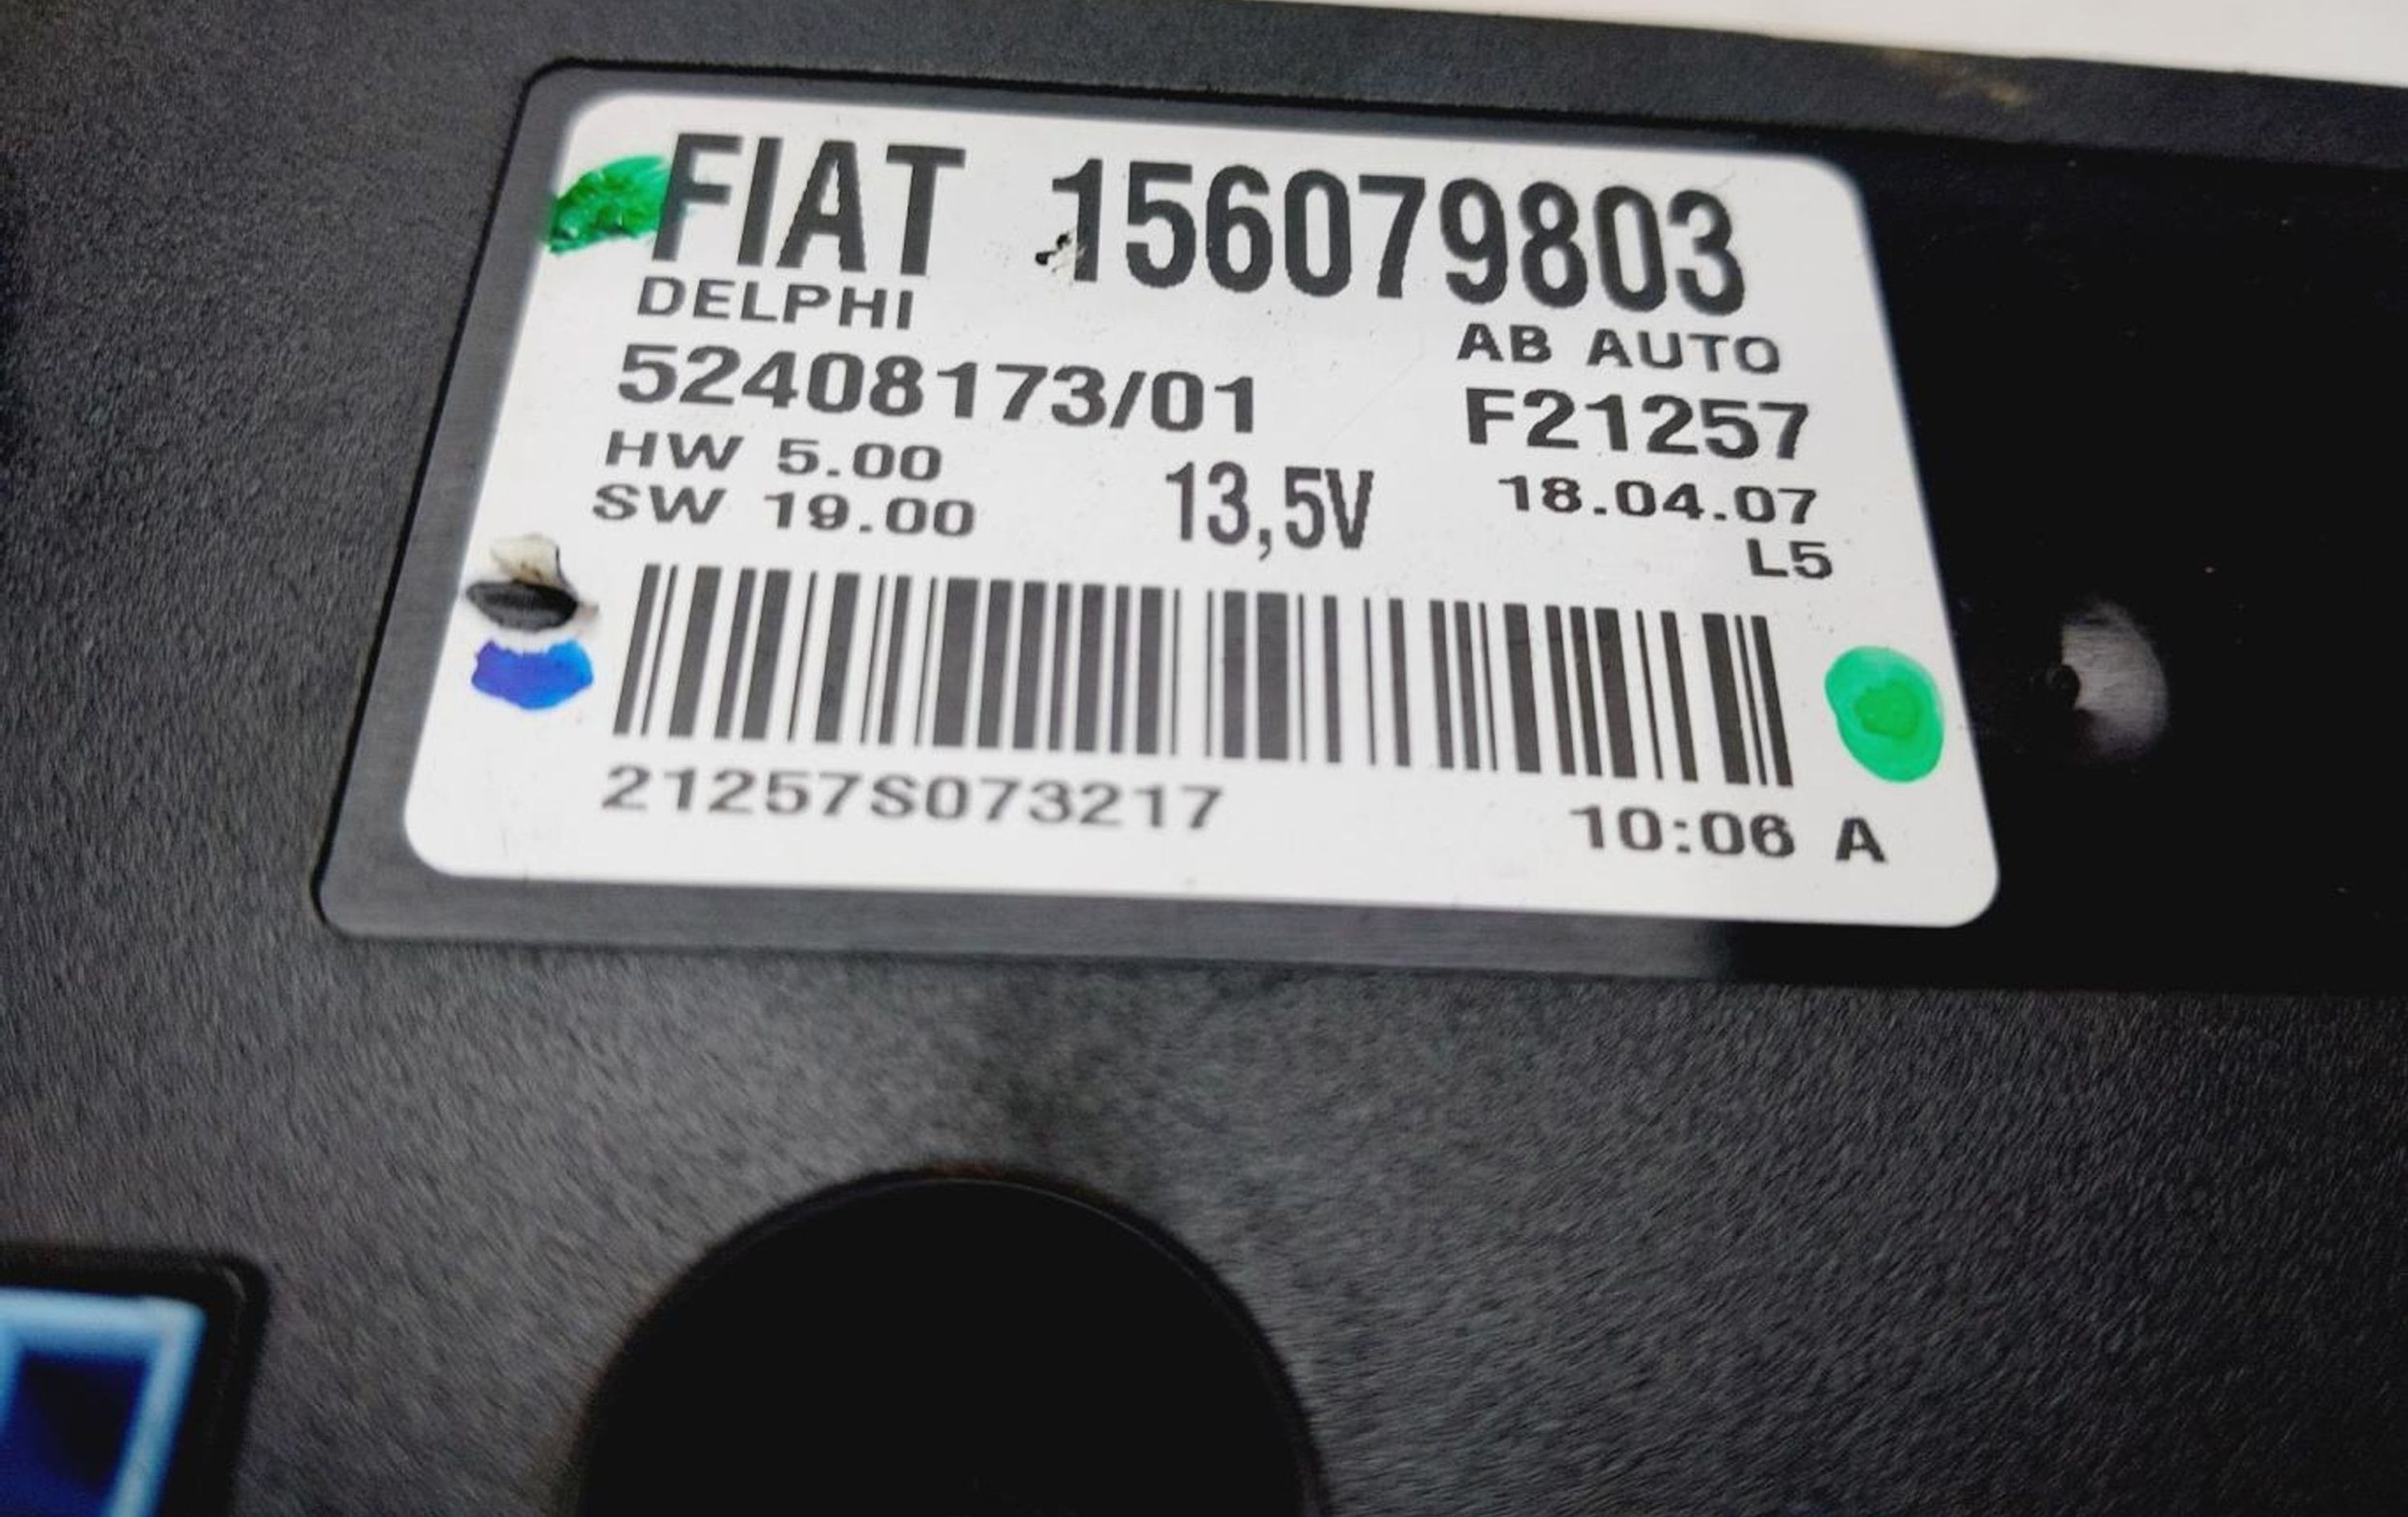 FIAT 156079803
DELPHI AB AUTO
52408173/01 F21257
HW 5.00 13,5V 18.04.07
SW 19.00 L5
21257S073217 10:06 A